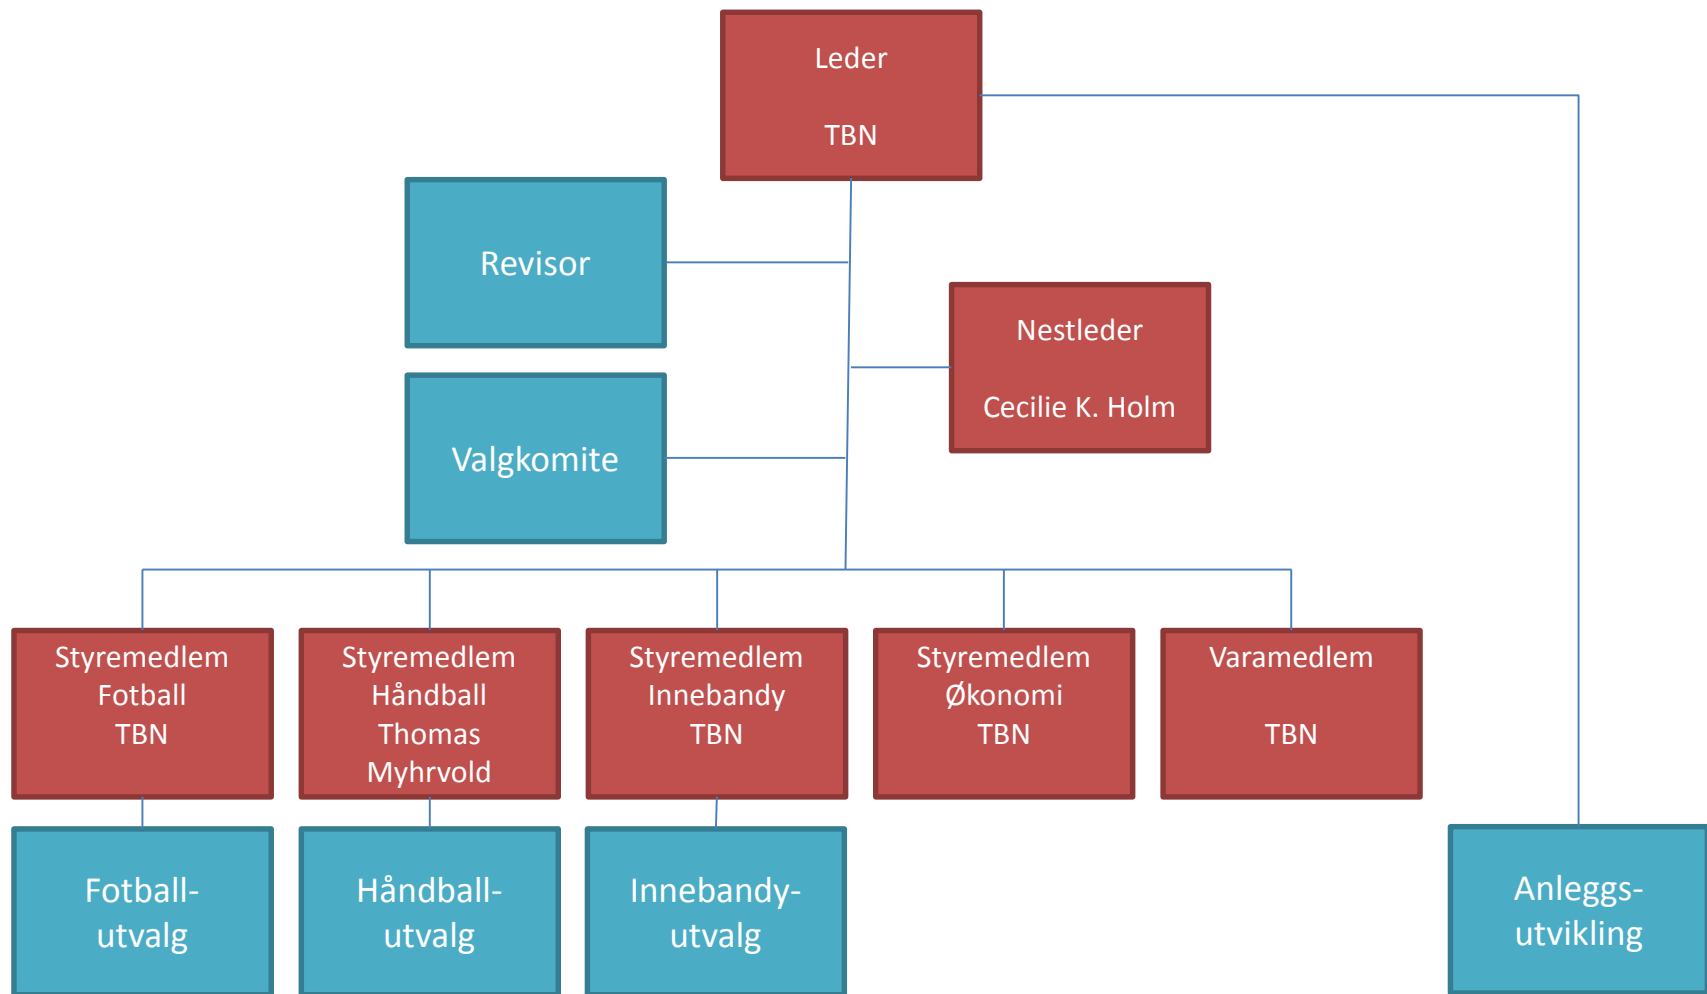 Leder
TBN
Revisor
Nestleder
Cecilie K. Holm
Valgkomite
Styremedlem
Fotball
TBN
Styremedlem
Håndball
Thomas
Myhrvold
Styremedlem
Innebandy
TBN
Styremedlem
Økonomi
TBN
Varamedlem
TBN
Fotball-
utvalg
Håndball-
utvalg
Innebandy-
utvalg
Anleggs-
utvikling